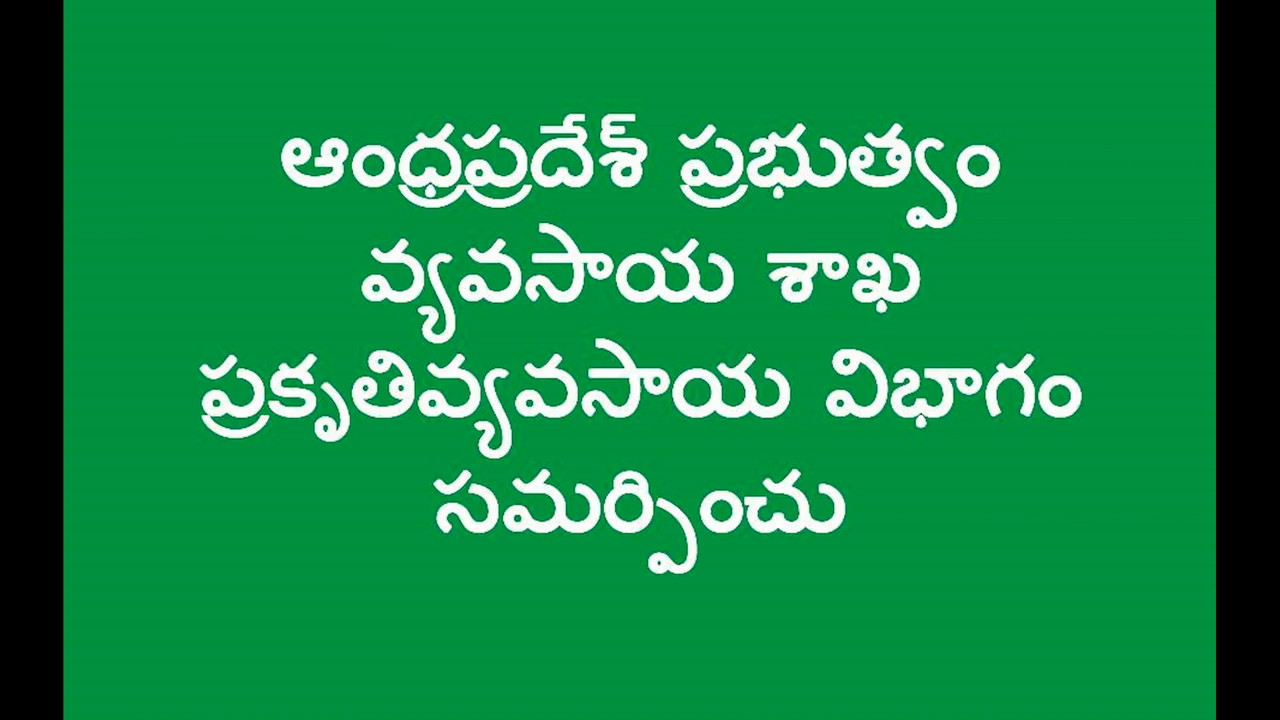 ఆంధ్రప్రదేశ్ ప్రభుత్వం
వ్యవసాయ శాఖ
ప్రకృతివ్యవసాయ విభాగం
సమర్పించు